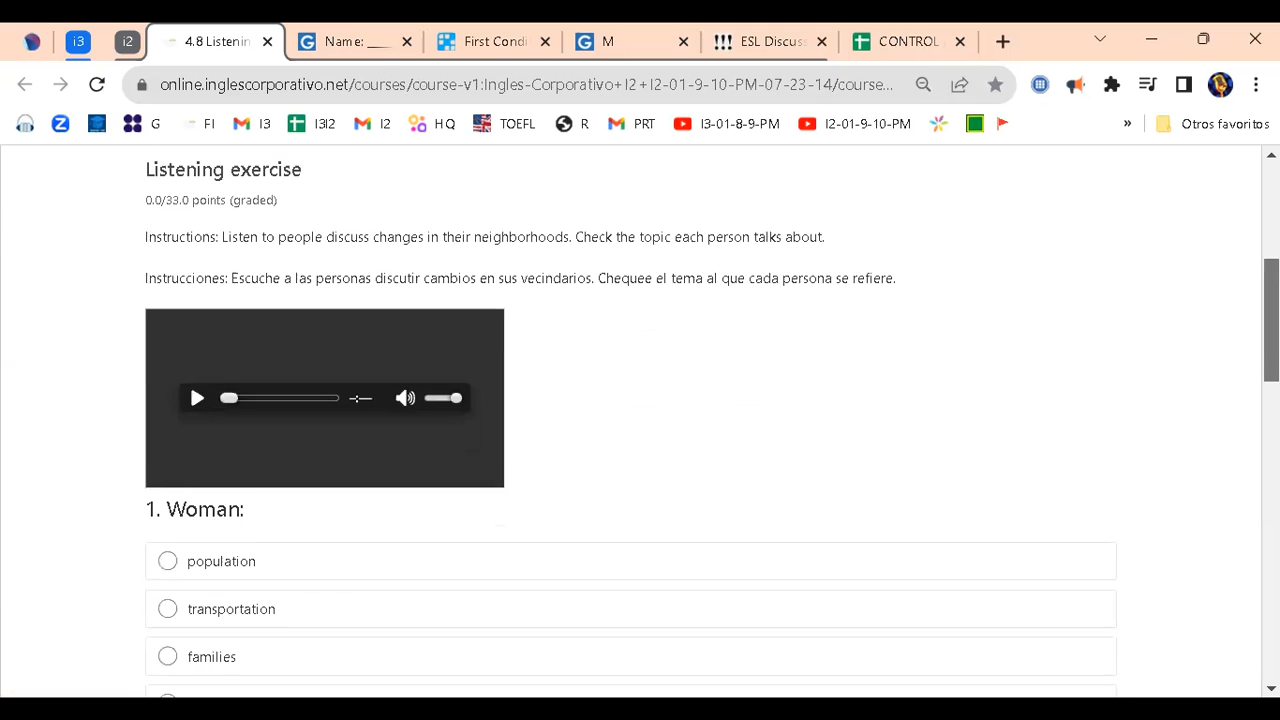 i3 i2 4.8 Listenin Name: ____ First Condi M ESL Discus CONTROL
online.inglescorporativo.net/courses/course-v1:Ingles-Corporativo+I2+I2-01-9-10-PM-07-23-14/course...
G FI I3 I3I2 I2 HQ TOEFL R PRT I3-01-8-9-PM I2-01-9-10-PM » Otros favoritos
Listening exercise
0.0/33.0 points (graded)
Instructions: Listen to people discuss changes in their neighborhoods. Check the topic each person talks about.
Instrucciones: Escuche a las personas discutir cambios en sus vecindarios. Chequee el tema al que cada persona se refiere.
-:--
1. Woman:
population
transportation
families